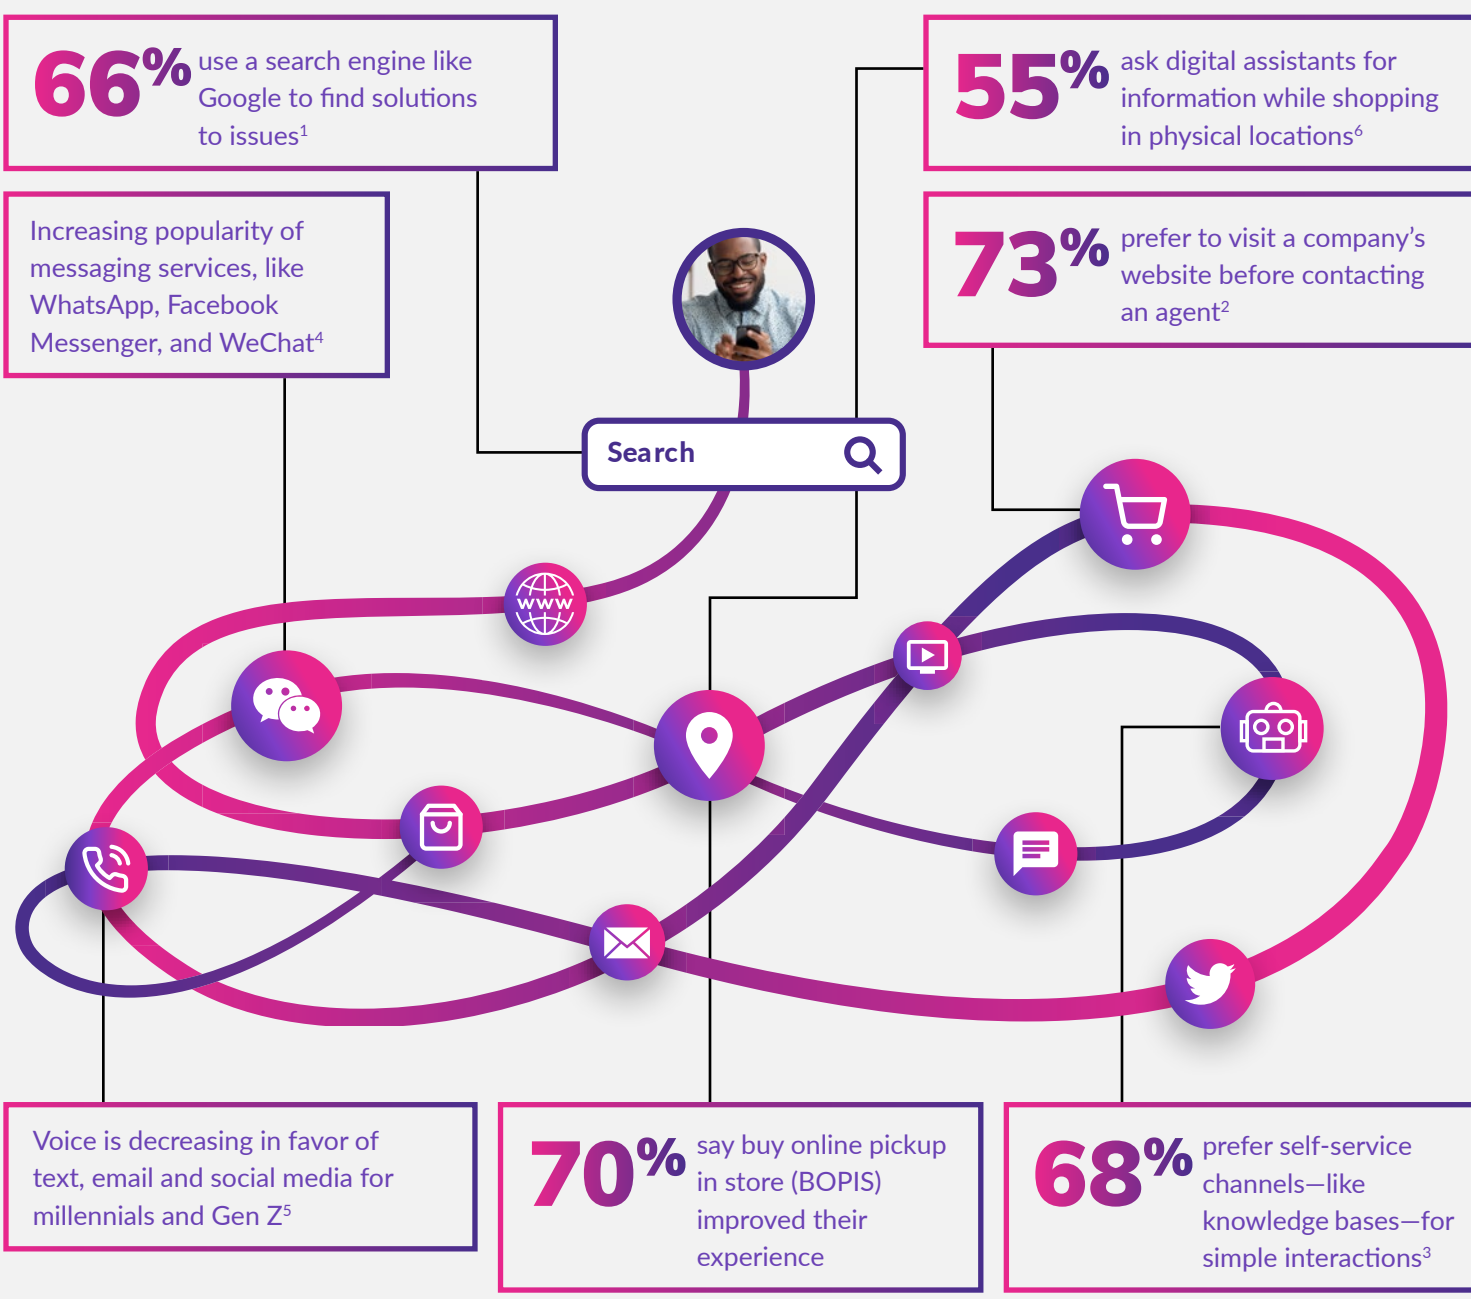 66% use a search engine like
Google to find solutions
to issues¹
55% ask digital assistants for
information while shopping
in physical locations⁶
Increasing popularity of
messaging services, like
WhatsApp, Facebook
Messenger, and WeChat⁴
73% prefer to visit a company’s
website before contacting
an agent²
Search
www
Voice is decreasing in favor of
text, email and social media for
millennials and Gen Z⁵
70% say buy online pickup
in store (BOPIS)
improved their
experience
68% prefer self-service
channels—like
knowledge bases—for
simple interactions³